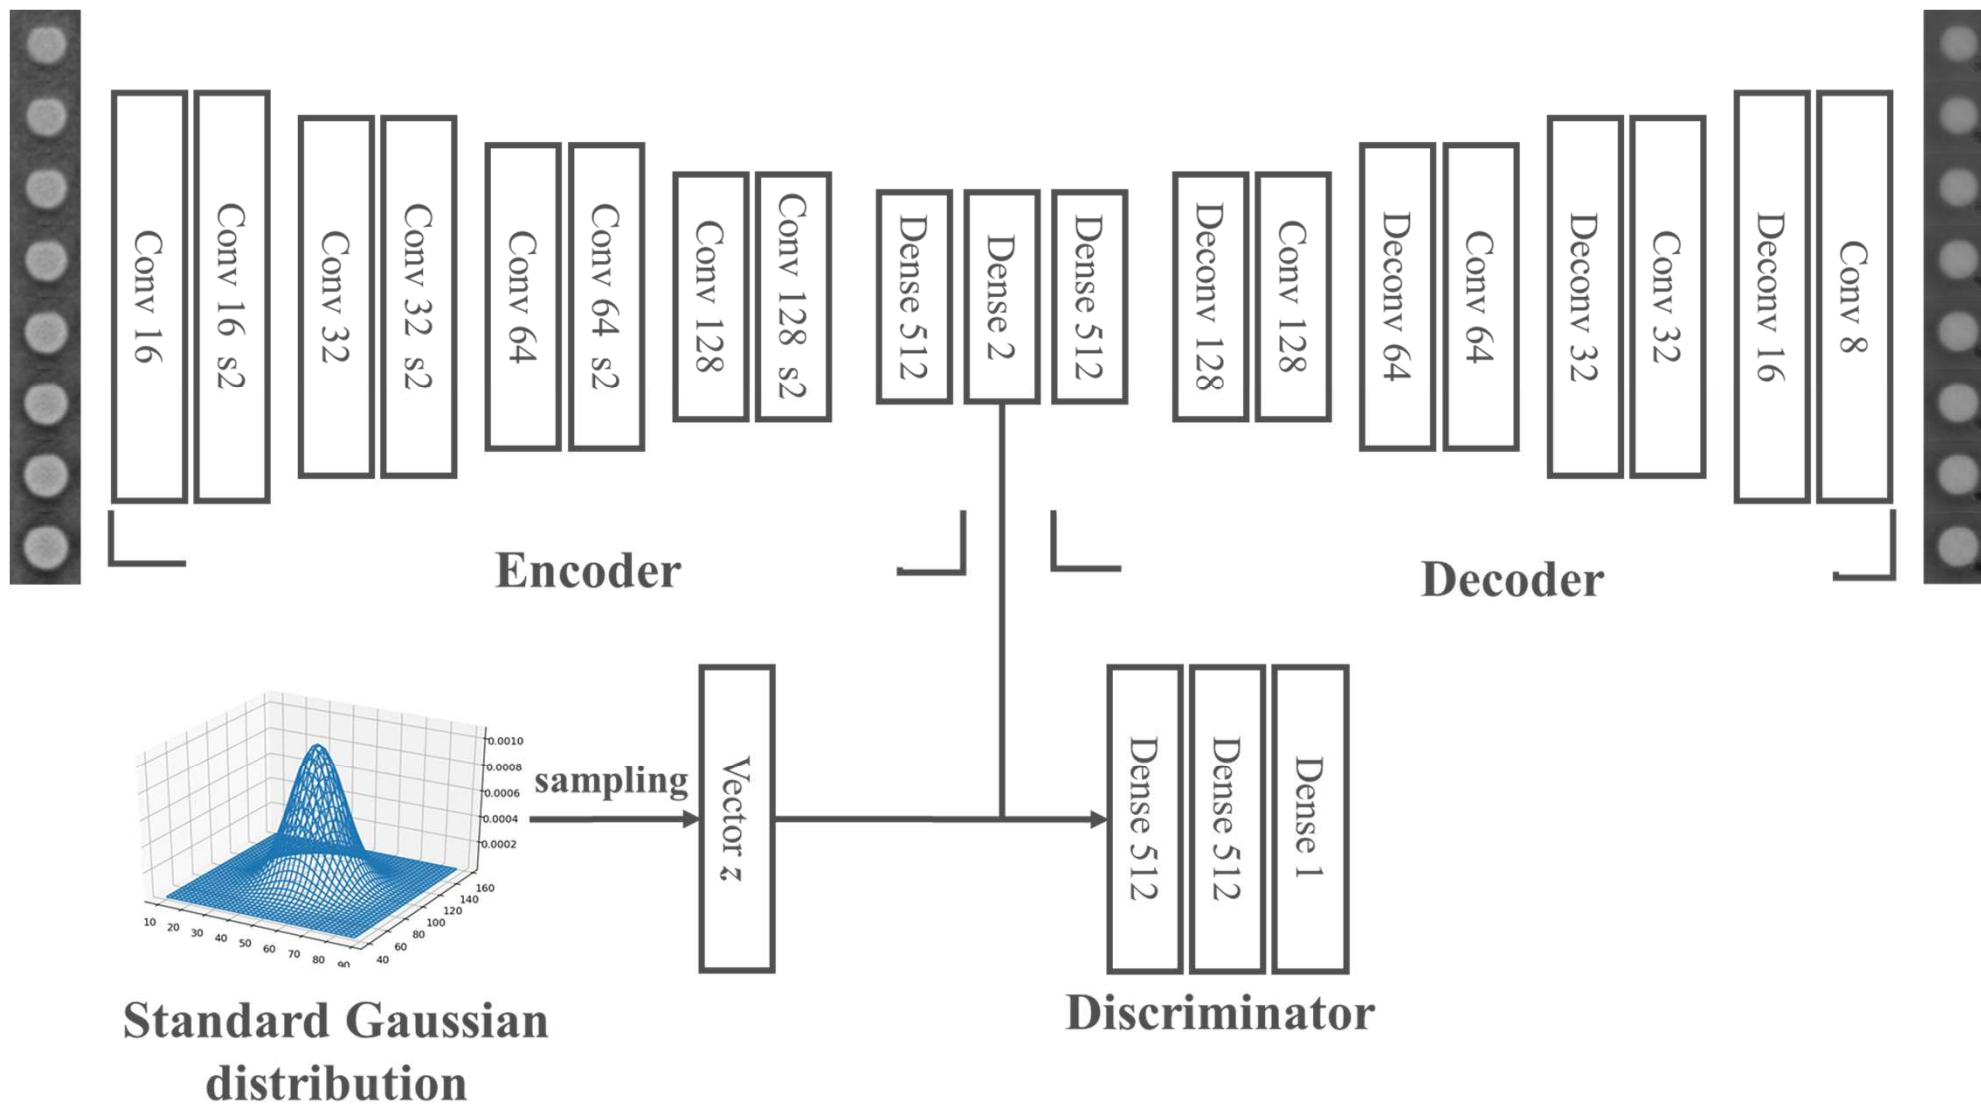 Conv 16
Conv 16 s2
Conv 32
Conv 32 s2
Conv 64
Conv 64 s2
Conv 128
Conv 128 s2
Dense 512
Dense 2
Dense 512
Deconv 128
Conv 128
Deconv 64
Conv 64
Deconv 32
Conv 32
Deconv 16
Conv 8
Encoder
Decoder
0.0010
0.0008
0.0006
0.0004
0.0002
160
140
120
100
80
60
40
10
20
30
40
50
60
70
80
90
sampling
Vector z
Dense 512
Dense 512
Dense 1
Standard Gaussian
distribution
Discriminator